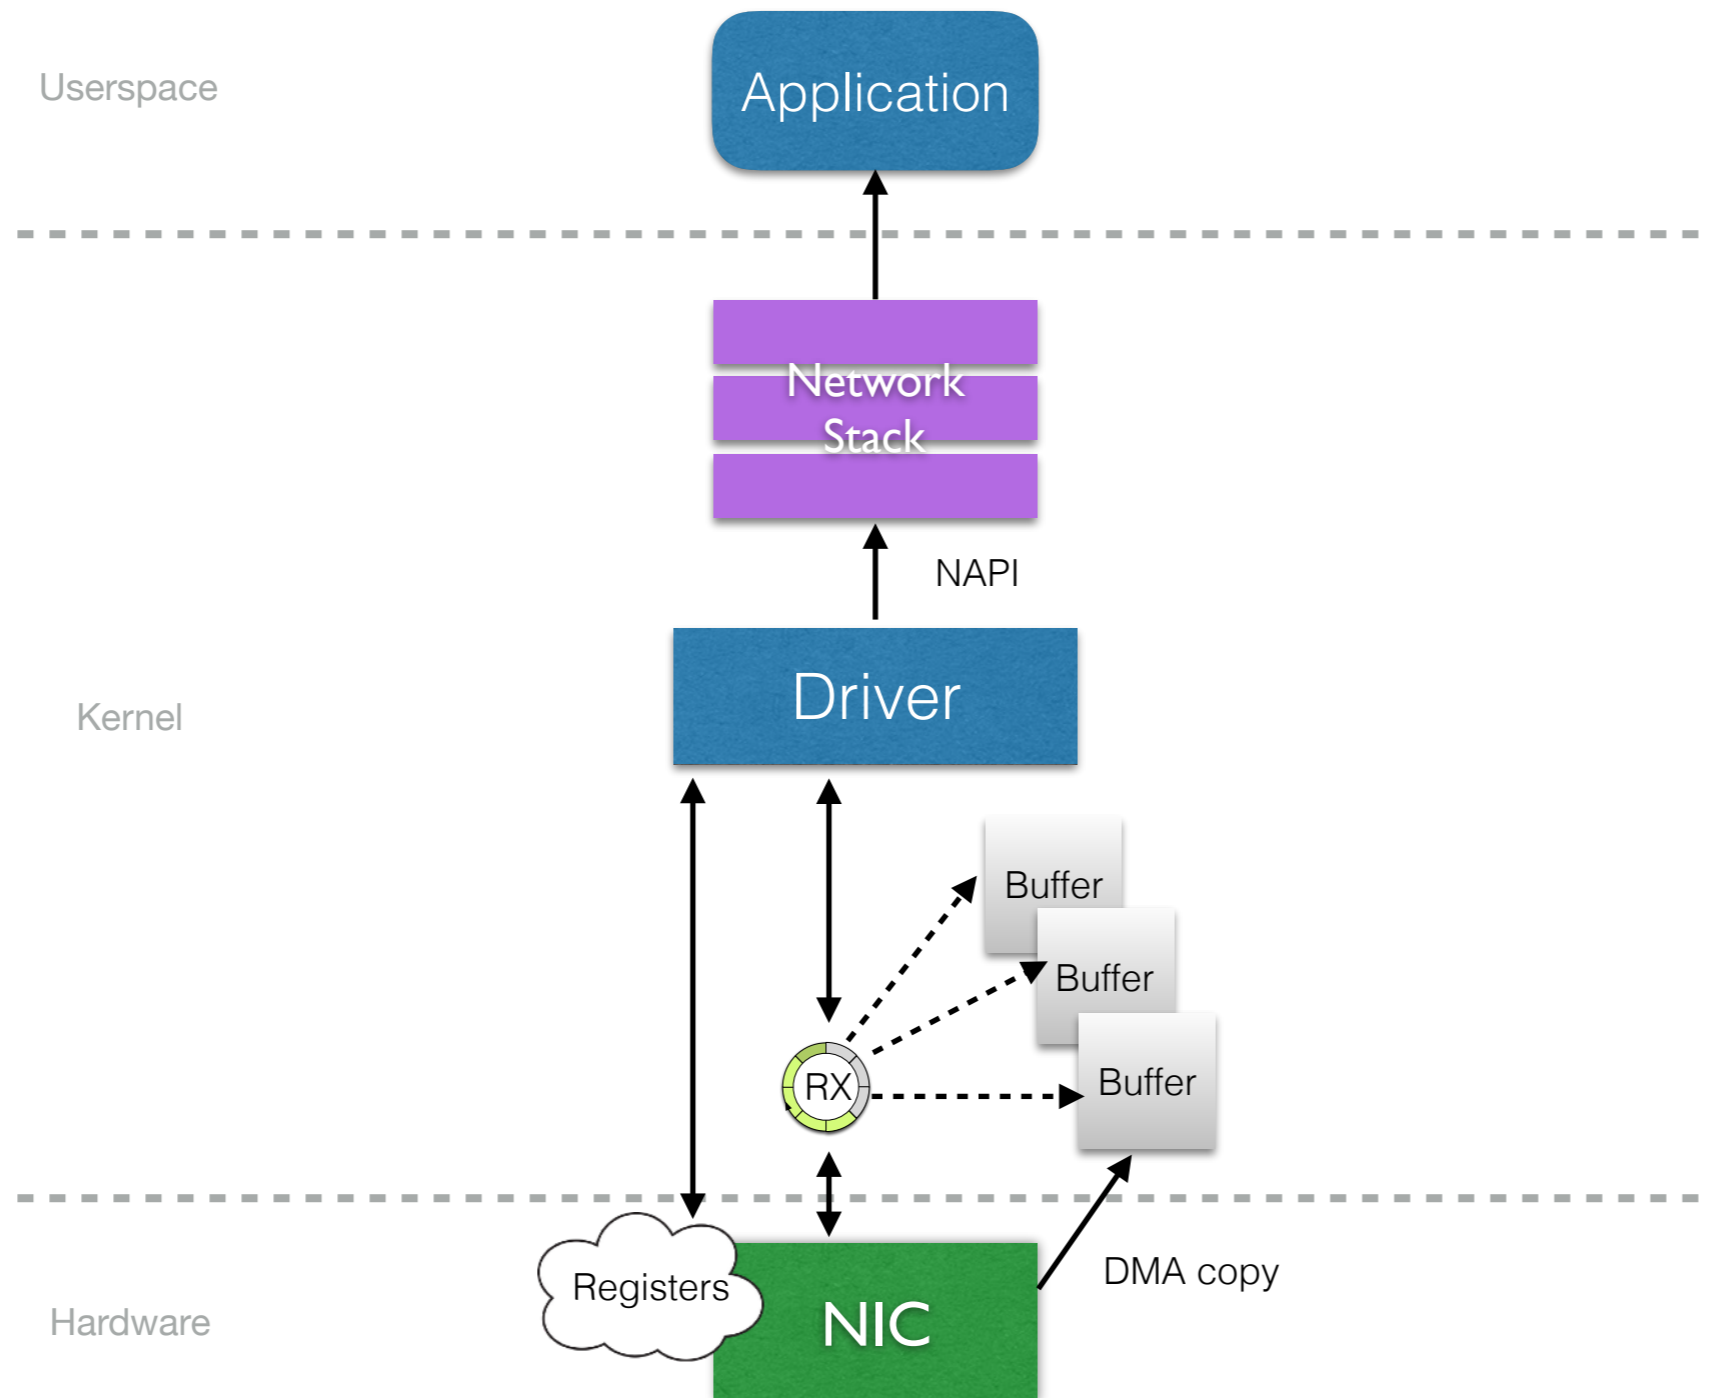 Userspace
Application
Network
Stack
NAPI
Driver
Kernel
Buffer
Buffer
Buffer
RX
Registers
DMA copy
Hardware
NIC